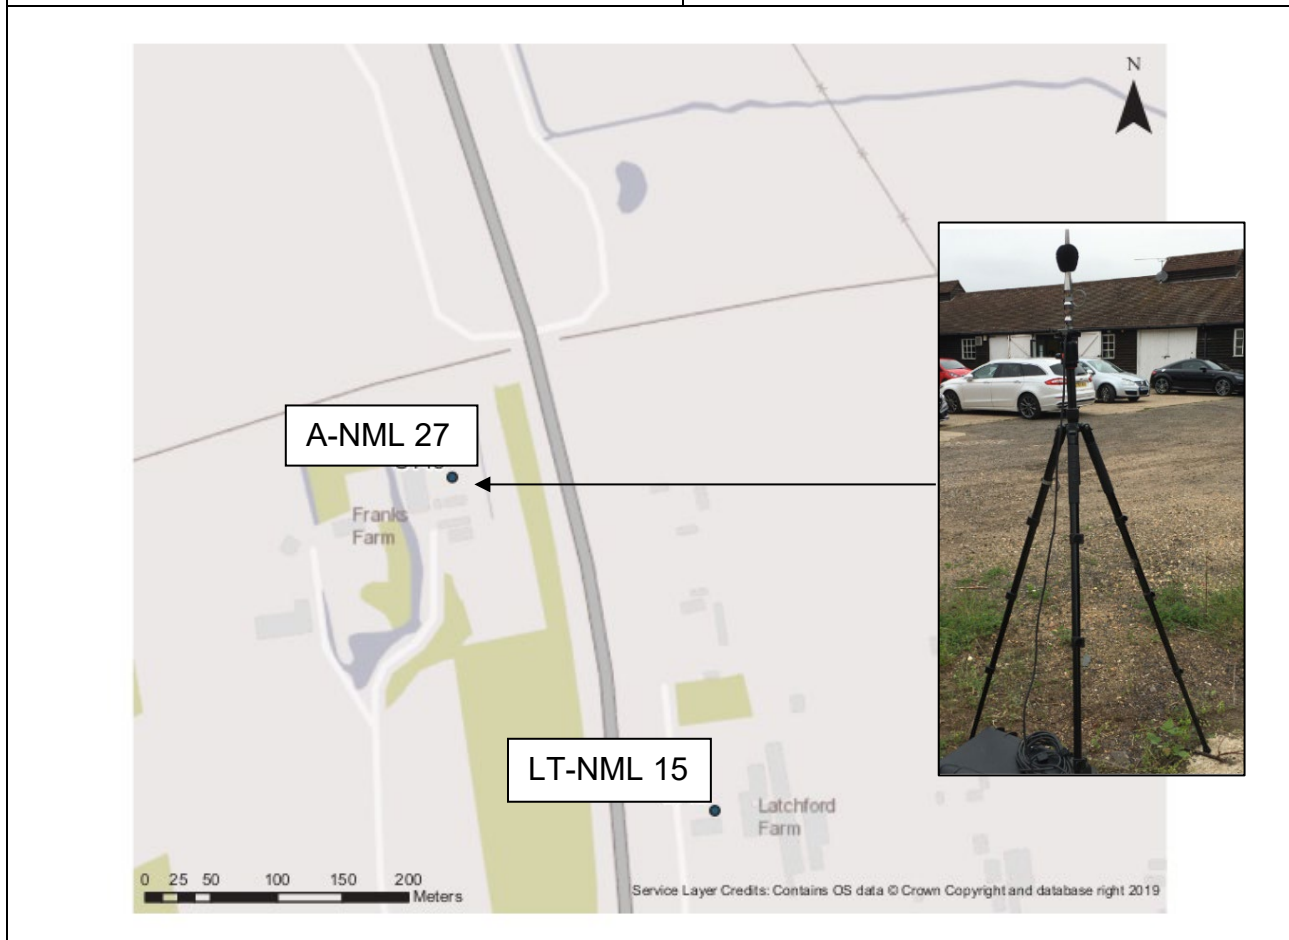 N
A-NML 27
Franks
Farm
LT-NML 15
Latchford
Farm
0 25 50 100 150 200
Meters
Service Layer Credits: Contains OS data © Crown Copyright and database right 2019